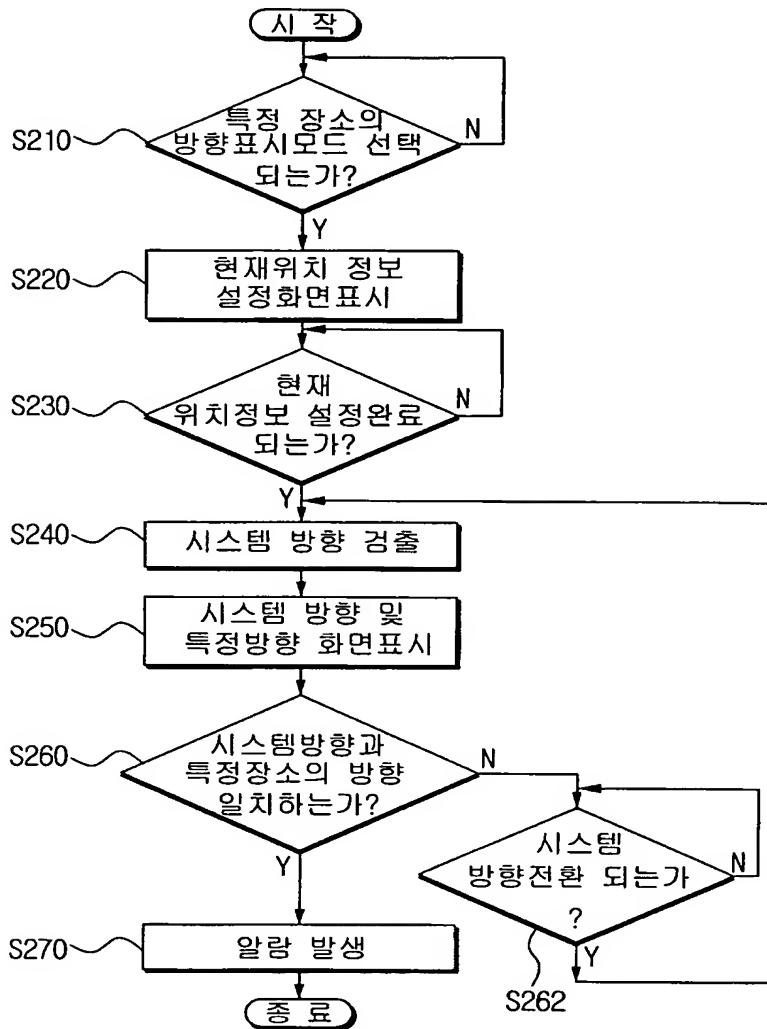 시 작
특정 장소의
방향표시모드 선택
되는가?
S210
N
Y
현재위치 정보
설정화면표시
S220
현재
위치정보 설정완료
되는가?
S230
N
Y
S240
시스템 방향 검출
시스템 방향 및
특정방향 화면표시
S250
시스템방향과
특정장소의 방향
일치하는가?
S260
N
Y
시스템
방향전환 되는가
?
N
Y
S262
S270
알람 발생
종 료